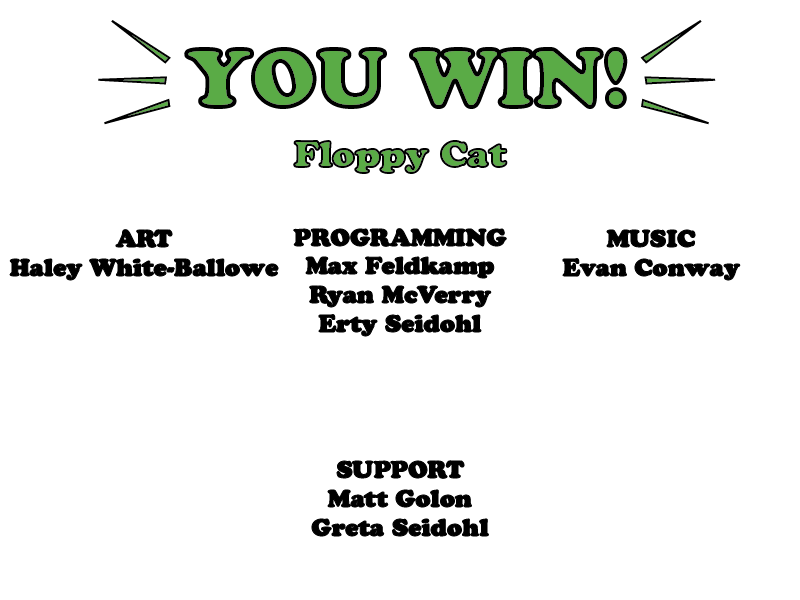 YOU WIN!
Floppy Cat
ART
Haley White-Ballowe
PROGRAMMING
Max Feldkamp
Ryan McVerry
Erty Seidohl
MUSIC
Evan Conway
SUPPORT
Matt Golon
Greta Seidohl